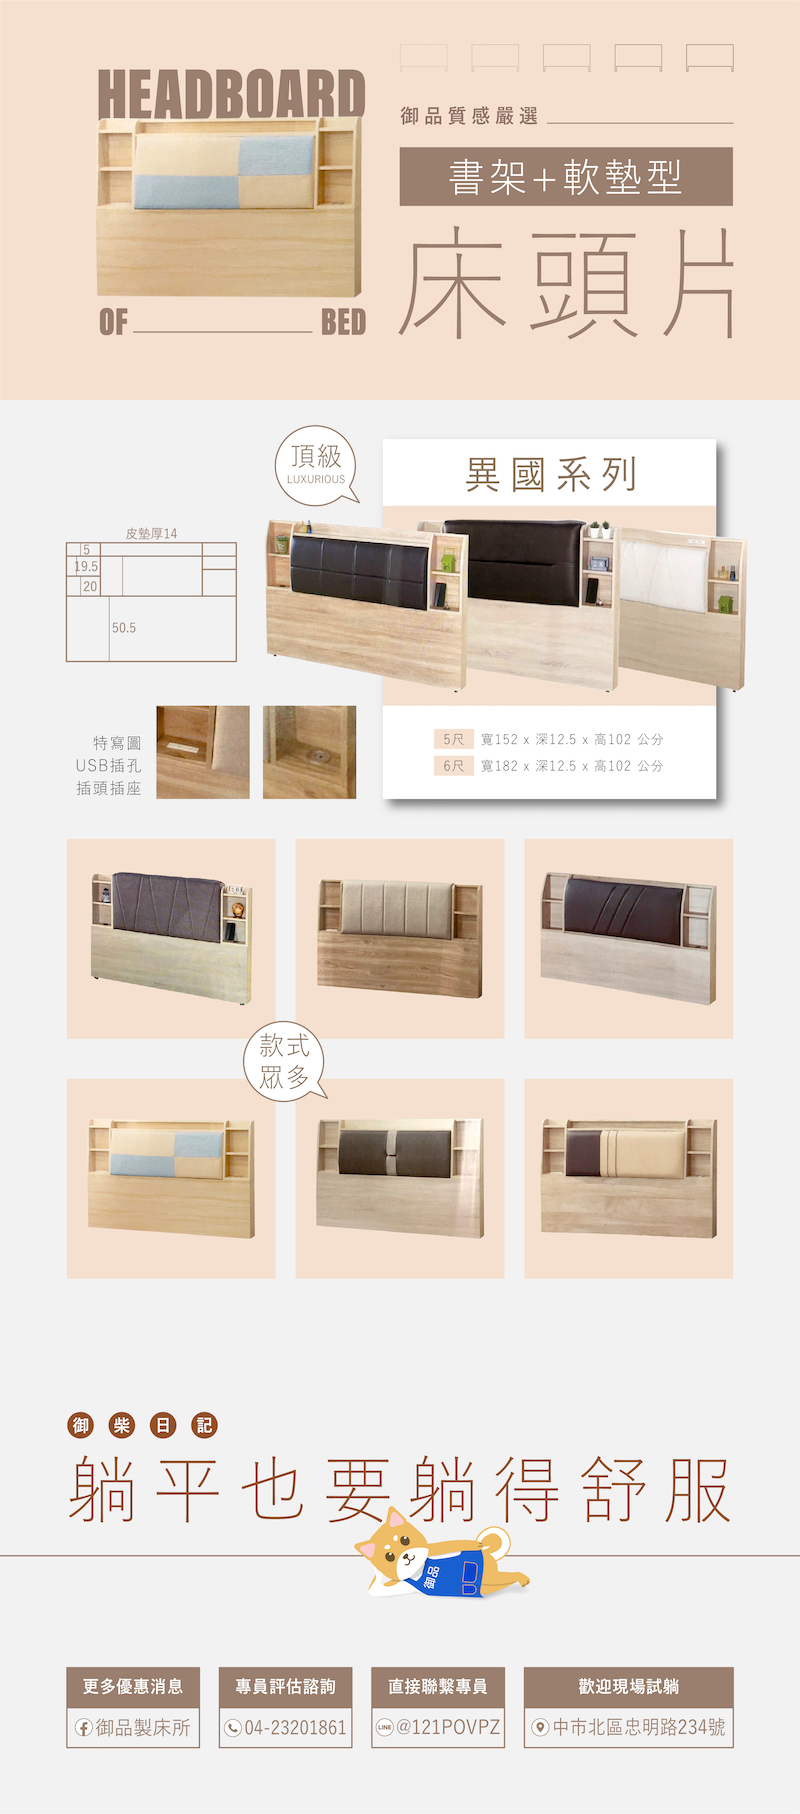 HEADBOARD
OF BED
御品質感嚴選
書架+軟墊型
床頭片
頂級
LUXURIOUS
異國系列
皮墊厚14
5
19.5
20
50.5
特寫圖
USB插孔
插頭插座
5尺 寬152 x 深12.5 x 高102 公分
6尺 寬182 x 深12.5 x 高102 公分
款式
眾多
御柴日記
躺平也要躺得舒服
御品
更多優惠消息
御品製床所
專員評估諮詢
04-23201861
直接聯繫專員
LINE @121POVPZ
歡迎現場試躺
中市北區忠明路234號